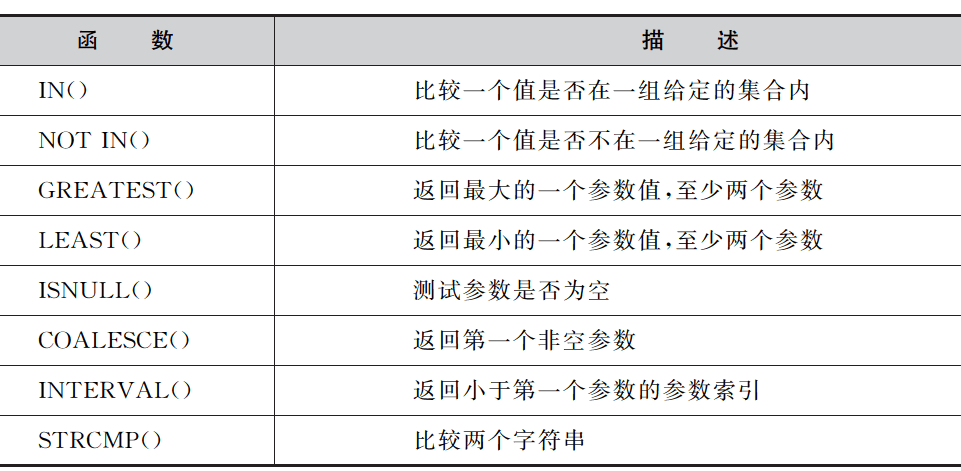 函 数 描 述
IN() 比较一个值是否在一组给定的集合内
NOT IN() 比较一个值是否不在一组给定的集合内
GREATEST() 返回最大的一个参数值,至少两个参数
LEAST() 返回最小的一个参数值,至少两个参数
ISNULL() 测试参数是否为空
COALESCE() 返回第一个非空参数
INTERVAL() 返回小于第一个参数的参数索引
STRCMP() 比较两个字符串